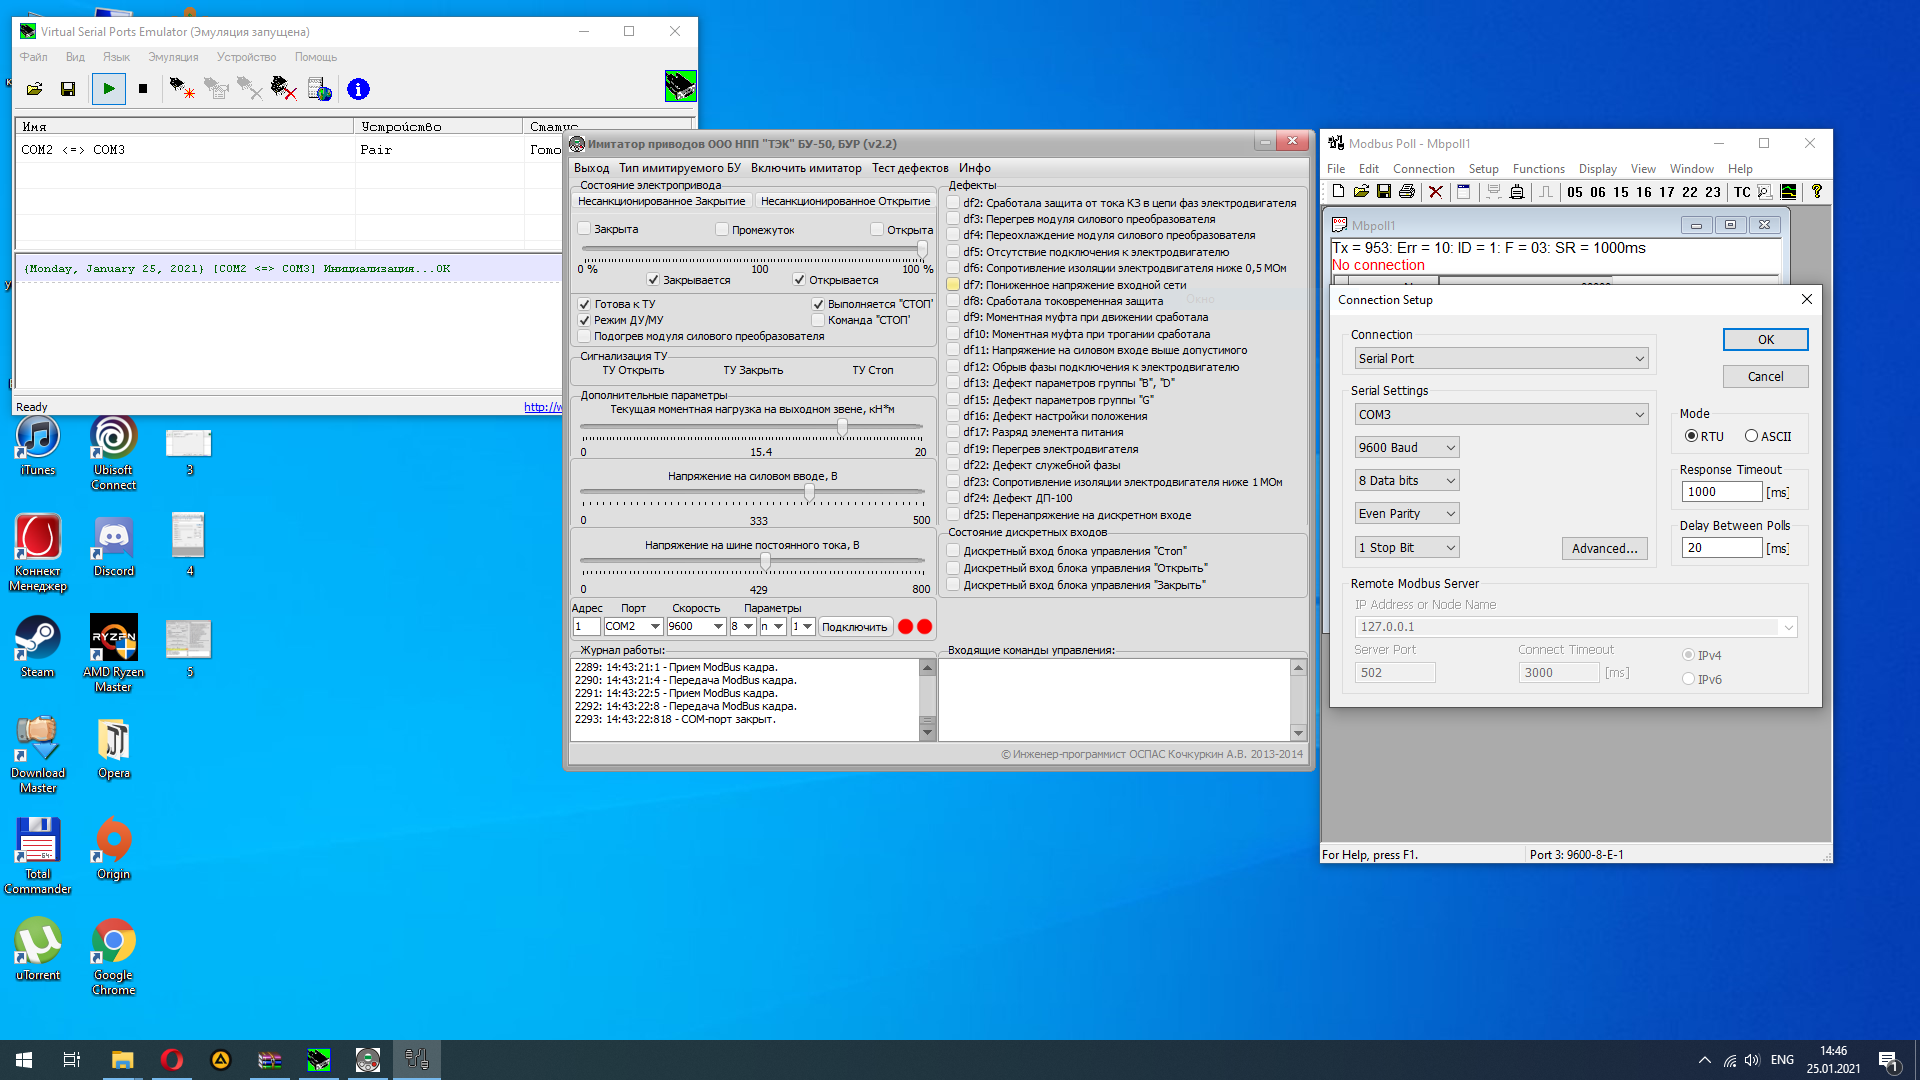 Virtual Serial Ports Emulator (Эмуляция запущена)
Файл Вид Язык Эмуляция Устройство Помощь
Имя Устройство Статус
COM2 <=> COM3 Pair Гото
{Monday, January 25, 2021} [COM2 <=> COM3] Инициализация...OK
Ready http://w
Имитатор приводов ООО НПП "ТЭК" БУ-50, БУР (v2.2)
Выход Тип имитируемого БУ Включить имитатор Тест дефектов Инфо
Состояние электропривода
Несанкционированное Закрытие Несанкционированное Открытие
Закрыта Промежуток Открыта
0 % 100 100 %
Закрывается Открывается
Готова к ТУ Выполняется "СТОП"
Режим ДУ/МУ Команда "СТОП"
Подогрев модуля силового преобразователя
Сигнализация ТУ
ТУ Открыть ТУ Закрыть ТУ Стоп
Дополнительные параметры
Текущая моментная нагрузка на выходном звене, кН*м
0 15.4 20
Напряжение на силовом вводе, В
0 333 500
Напряжение на шине постоянного тока, В
0 429 800
Адрес Порт Скорость Параметры
1 COM2 9600 8 n 1 Подключить
Журнал работы:
2289: 14:43:21:1 - Прием ModBus кадра.
2290: 14:43:21:4 - Передача ModBus кадра.
2291: 14:43:22:5 - Прием ModBus кадра.
2292: 14:43:22:8 - Передача ModBus кадра.
2293: 14:43:22:818 - COM-порт закрыт.
Дефекты
df2: Сработала защита от тока КЗ в цепи фаз электродвигателя
df3: Перегрев модуля силового преобразователя
df4: Переохлаждение модуля силового преобразователя
df5: Отсутствие подключения к электродвигателю
df6: Сопротивление изоляции электродвигателя ниже 0,5 МОм
df7: Пониженное напряжение входной сети
df8: Сработала токовременная защита
Окно
df9: Моментная муфта при движении сработала
df10: Моментная муфта при трогании сработала
df11: Напряжение на силовом входе выше допустимого
df12: Обрыв фазы подключения к электродвигателю
df13: Дефект параметров группы "B", "D"
df15: Дефект параметров группы "G"
df16: Дефект настройки положения
df17: Разряд элемента питания
df19: Перегрев электродвигателя
df22: Дефект служебной фазы
df23: Сопротивление изоляции электродвигателя ниже 1 МОм
df24: Дефект ДП-100
df25: Перенапряжение на дискретном входе
Состояние дискретных входов
Дискретный вход блока управления "Стоп"
Дискретный вход блока управления "Открыть"
Дискретный вход блока управления "Закрыть"
Входящие команды управления:
© Инженер-программист ОСПАС Кочкуркин А.В. 2013-2014
Modbus Poll - Mbpoll1
File Edit Connection Setup Functions Display View Window Help
05 06 15 16 17 22 23 TC
Mbpoll1
Tx = 953: Err = 10: ID = 1: F = 03: SR = 1000ms
No connection
Connection Setup
Connection
Serial Port
OK
Cancel
Serial Settings
COM3
9600 Baud
8 Data bits
Even Parity
1 Stop Bit
Advanced...
Mode
RTU ASCII
Response Timeout
1000 [ms]
Delay Between Polls
20 [ms]
Remote Modbus Server
IP Address or Node Name
127.0.0.1
Server Port Connect Timeout
502 3000 [ms]
IPv4
IPv6
For Help, press F1. Port 3: 9600-8-E-1
iTunes
Ubisoft Connect
3
Коннект Менеджер
Discord
4
Steam
RYZEN
AMD Ryzen Master
5
Download Master
Opera
Total Commander
Origin
uTorrent
Google Chrome
ENG
14:46
25.01.2021
1